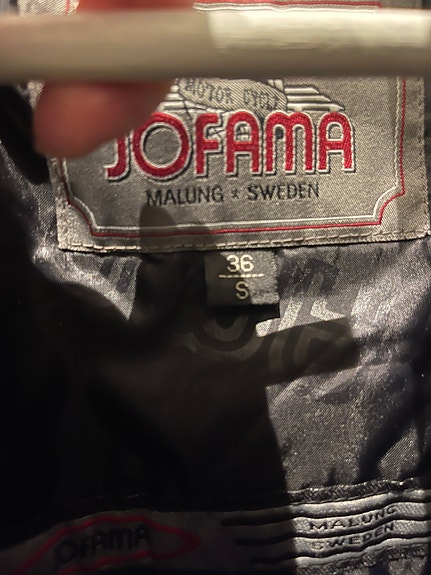 MOTOR CYCLE
JOFAMA
MALUNG * SWEDEN
36
S
JOFAMA
MALUNG
SWEDEN